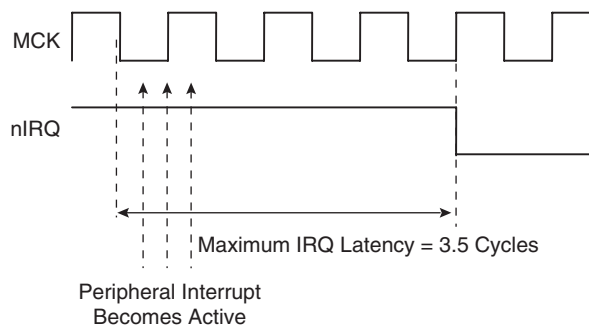 MCK
nIRQ
Maximum IRQ Latency = 3.5 Cycles
Peripheral Interrupt
Becomes Active